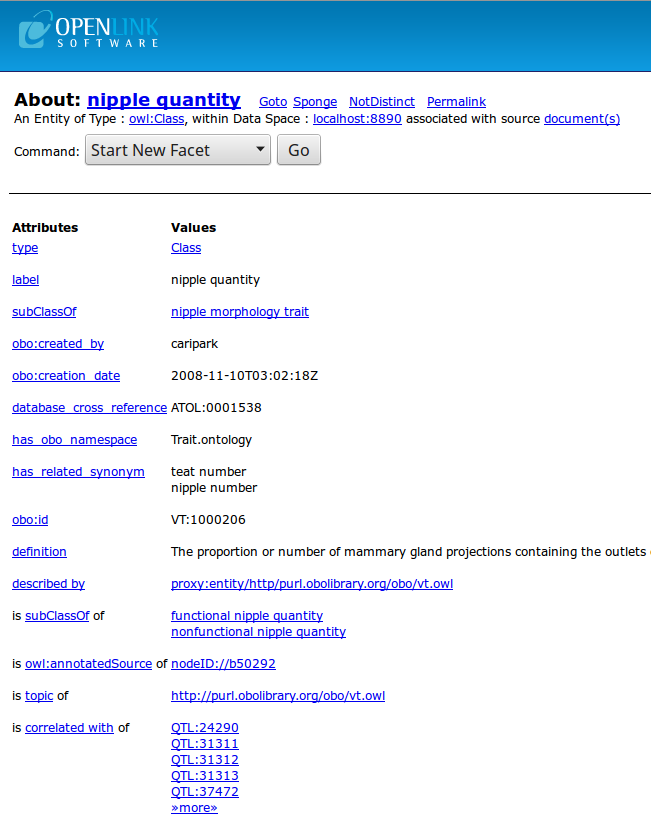 OPENLINK
SOFTWARE
About: nipple quantity Goto Sponge NotDistinct Permalink
An Entity of Type : owl:Class, within Data Space : localhost:8890 associated with source document(s)
Command: Start New Facet Go
Attributes Values
type Class
label nipple quantity
subClassOf nipple morphology trait
obo:created_by caripark
obo:creation_date 2008-11-10T03:02:18Z
database_cross_reference ATOL:0001538
has_obo_namespace Trait.ontology
has_related_synonym teat number
nipple number
obo:id VT:1000206
definition The proportion or number of mammary gland projections containing the outlets
described by proxy:entity/http/purl.obolibrary.org/obo/vt.owl
is subClassOf of functional nipple quantity
nonfunctional nipple quantity
is owl:annotatedSource of nodeID://b50292
is topic of http://purl.obolibrary.org/obo/vt.owl
is correlated with of QTL:24290
QTL:31311
QTL:31312
QTL:31313
QTL:37472
»more»